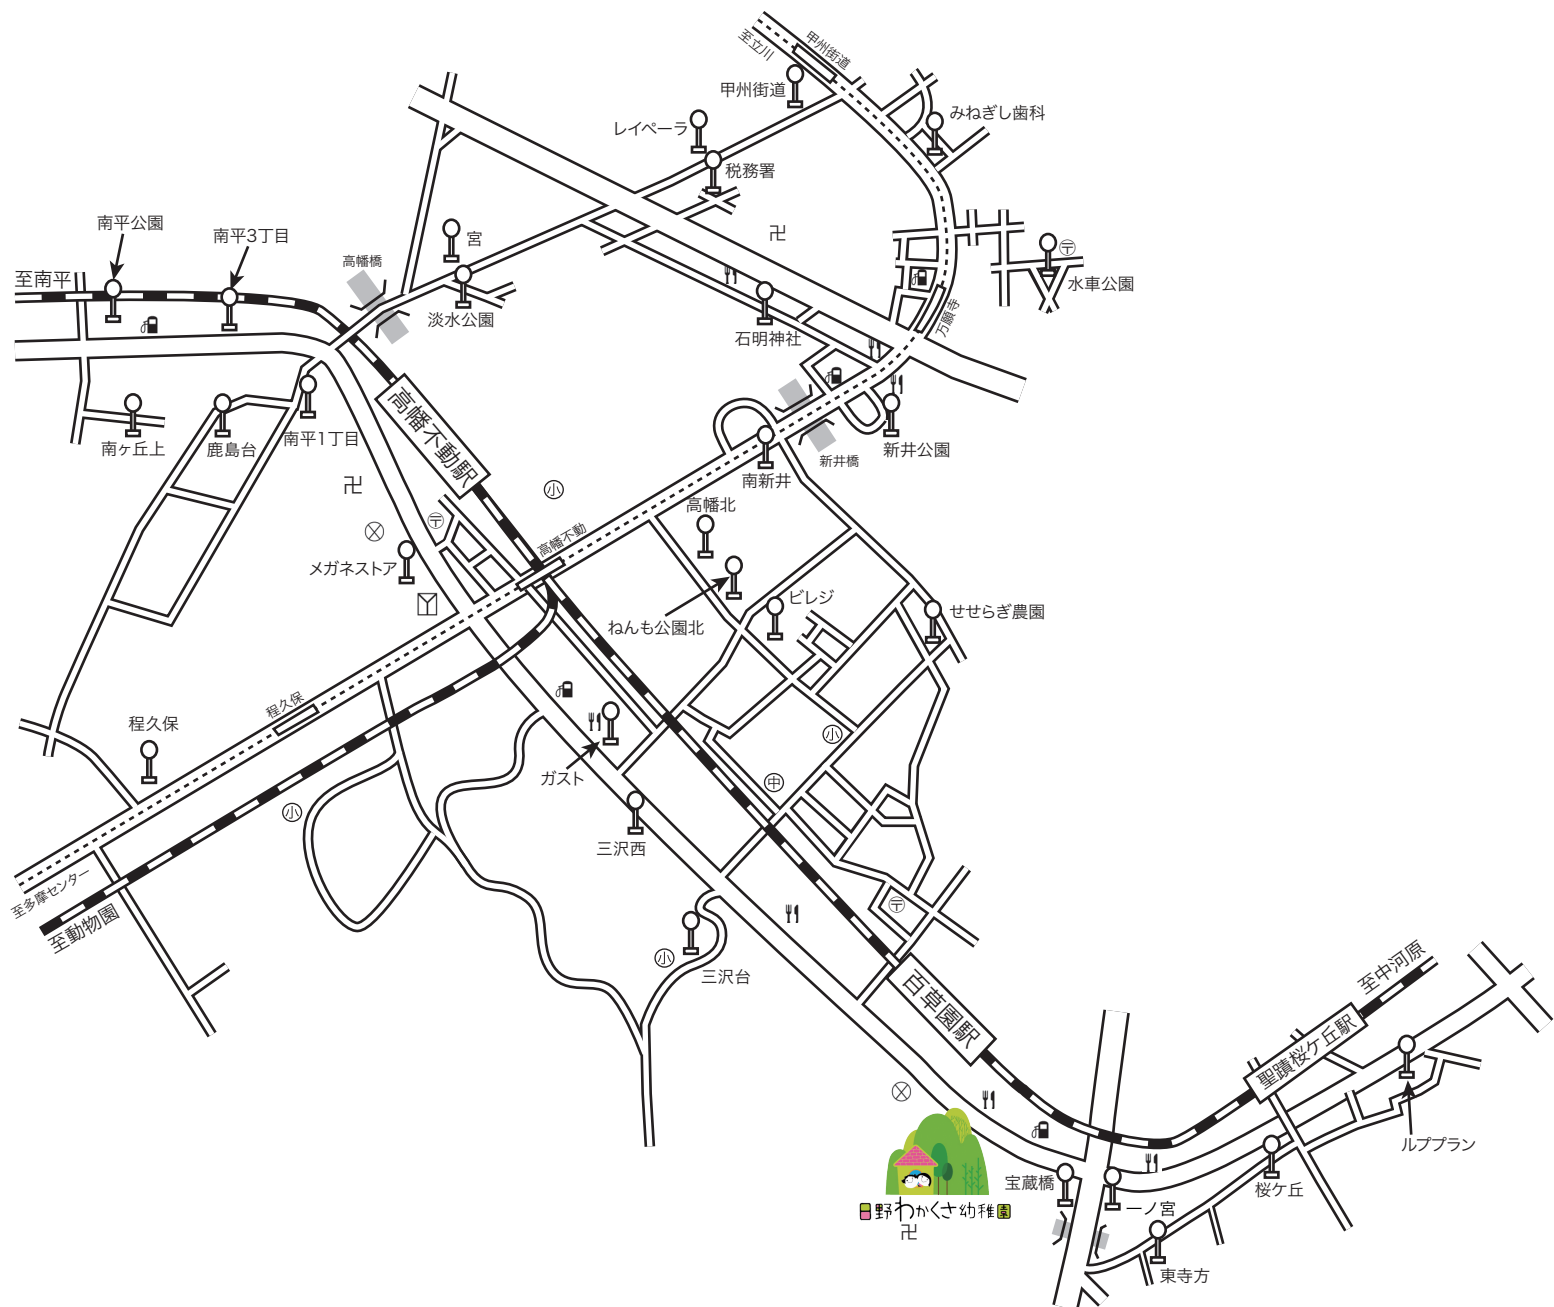 至立川
甲州街道
甲州街道
みねぎし歯科
レイペーラ
税務署
南平公園
南平3丁目
宮
卍
〒
至南平
高幡橋
水車公園
淡水公園
石明神社
万願寺
高幡不動駅
南ヶ丘上
鹿島台
南平1丁目
新井橋
新井公園
卍
南新井
小
高幡北
〒
高幡不動
メガネストア
ねんも公園北
ビレジ
せせらぎ農園
程久保
程久保
小
ガスト
中
小
三沢西
至多摩センター
至動物園
〒
小
三沢台
百草園駅
至中河原
聖蹟桜ケ丘駅
ルププラン
宝蔵橋
一ノ宮
桜ケ丘
日野わかくさ幼稚園
卍
東寺方